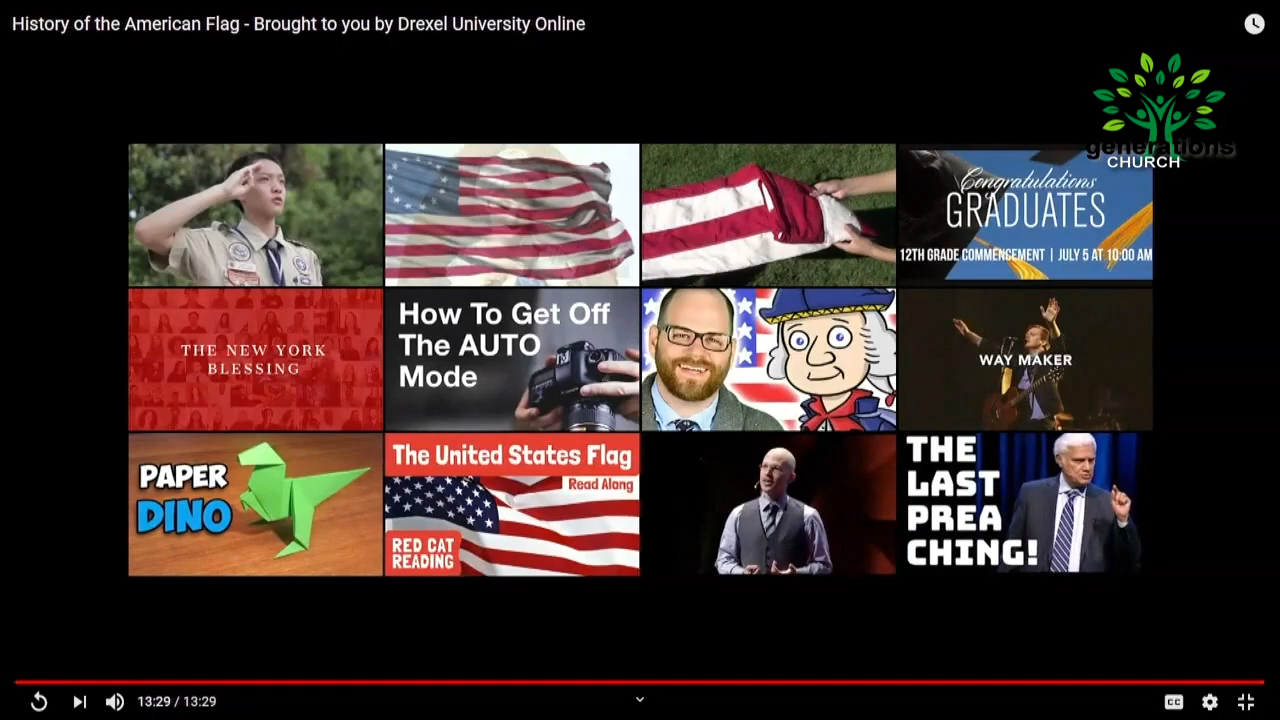 History of the American Flag - Brought to you by Drexel University Online
generations
CHURCH
Congratulations
GRADUATES
12TH GRADE COMMENCEMENT | JULY 5 AT 10:00 AM
THE NEW YORK
BLESSING
How To Get Off
The AUTO
Mode
WAY MAKER
PAPER
DINO
The United States Flag
Read Along
RED CAT
READING
THE
LAST
PREA
CHING!
13:29 / 13:29
CC